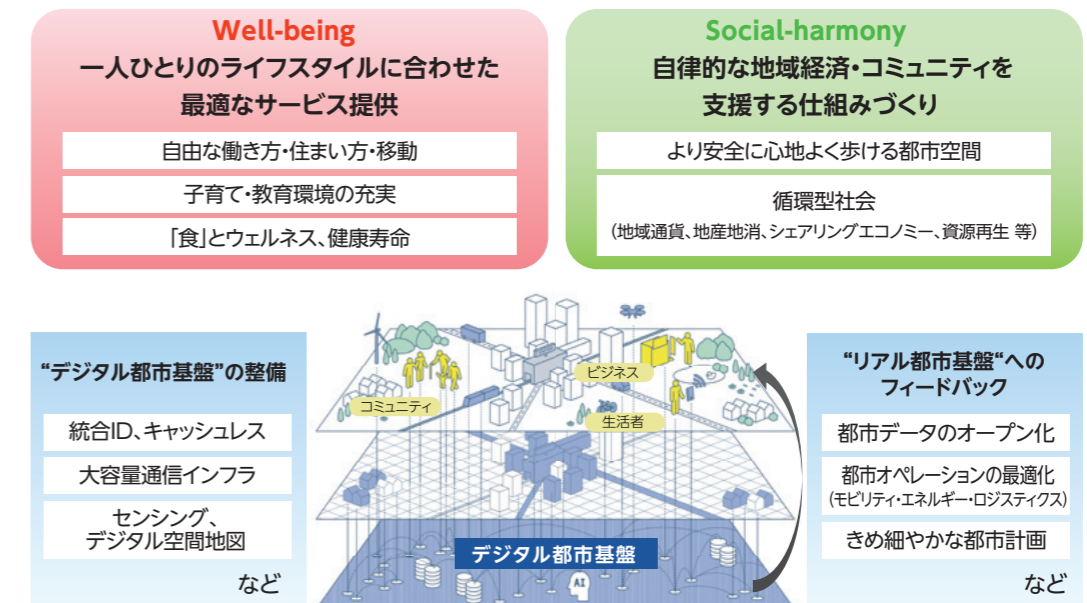 Well-being
一人ひとりのライフスタイルに合わせた
最適なサービス提供
自由な働き方・住まい方・移動
子育て・教育環境の充実
「食」とウェルネス、健康寿命
Social-harmony
自律的な地域経済・コミュニティを
支援する仕組みづくり
より安全に心地よく歩ける都市空間
循環型社会
（地域通貨、地産地消、シェアリングエコノミー、資源再生 等）
“デジタル都市基盤”の整備
統合ID、キャッシュレス
大容量通信インフラ
センシング、
デジタル空間地図
など
ビジネス
コミュニティ
生活者
デジタル都市基盤
AI
“リアル都市基盤“への
フィードバック
都市データのオープン化
都市オペレーションの最適化
（モビリティ・エネルギー・ロジスティクス）
きめ細やかな都市計画
など